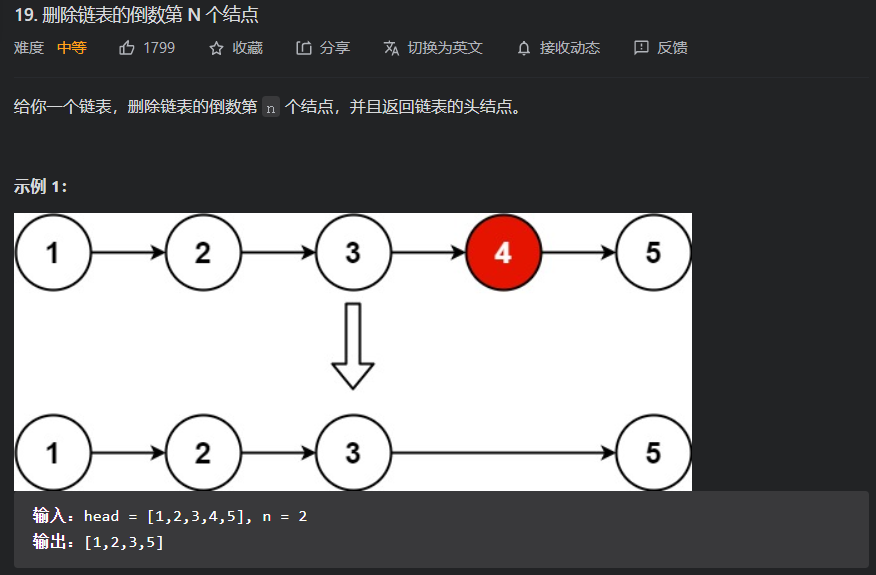 19. 删除链表的倒数第 N 个结点
难度 中等 1799 收藏 分享 切换为英文 接收动态 反馈
给你一个链表，删除链表的倒数第 n 个结点，并且返回链表的头结点。
示例 1：
1 2 3 4 5
1 2 3 5
输入：head = [1,2,3,4,5], n = 2
输出：[1,2,3,5]